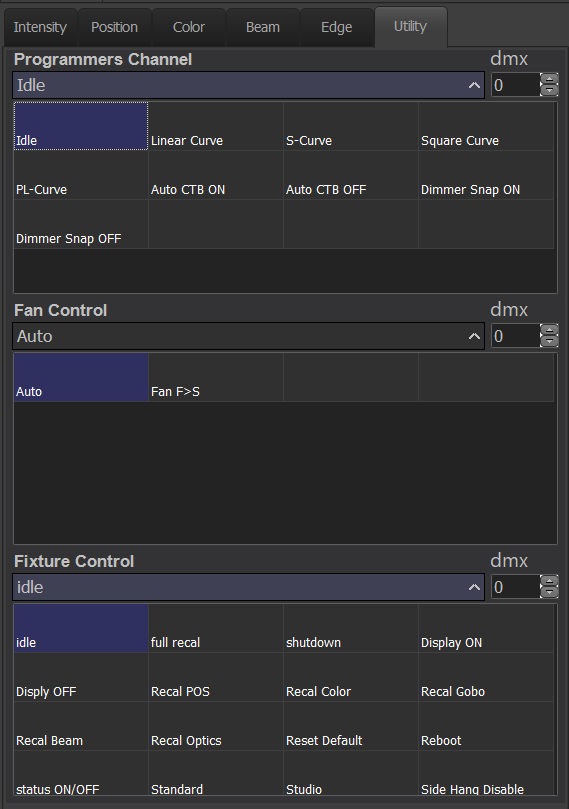 Intensity Position Color Beam Edge Utility
Programmers Channel dmx
Idle 0
Idle Linear Curve S-Curve Square Curve
PL-Curve Auto CTB ON Auto CTB OFF Dimmer Snap ON
Dimmer Snap OFF
Fan Control dmx
Auto 0
Auto Fan F>S
Fixture Control dmx
idle 0
idle full recal shutdown Display ON
Disply OFF Recal POS Recal Color Recal Gobo
Recal Beam Recal Optics Reset Default Reboot
status ON/OFF Standard Studio Side Hang Disable